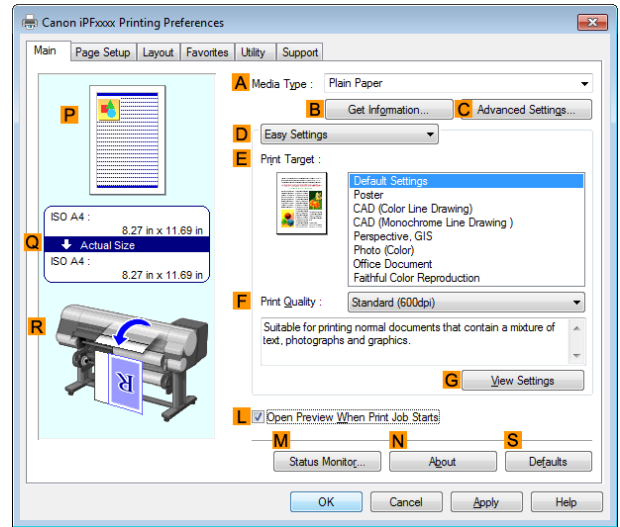 Canon iPFxxxx Printing Preferences
Main Page Setup Layout Favorites Utility Support
A Media Type : Plain Paper
B Get Information... C Advanced Settings...
D Easy Settings
E Print Target :
Default Settings
Poster
CAD (Color Line Drawing)
CAD (Monochrome Line Drawing )
Perspective, GIS
Photo (Color)
Office Document
Faithful Color Reproduction
F Print Quality : Standard (600dpi)
Suitable for printing normal documents that contain a mixture of
text, photographs and graphics.
G View Settings
L Open Preview When Print Job Starts
M N S
Status Monitor... About Defaults
P
ISO A4 :
8.27 in x 11.69 in
Q Actual Size
ISO A4 :
8.27 in x 11.69 in
R
R
OK Cancel Apply Help